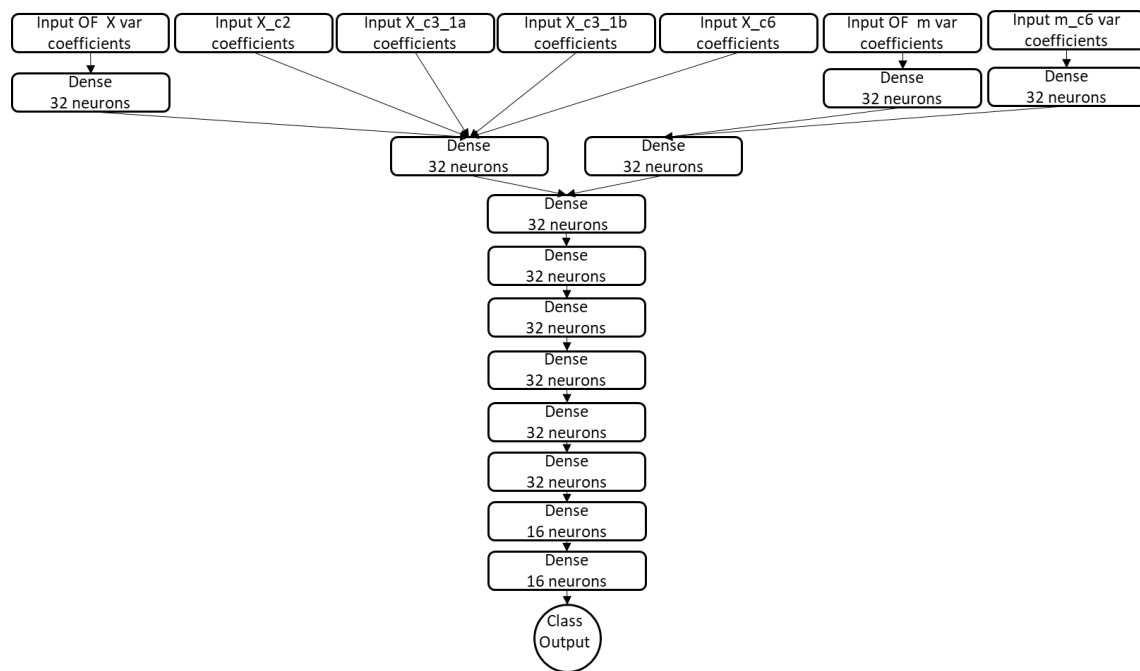 Input OF  X var
coefficients
Input X_c2
coefficients
Input X_c3_1a
coefficients
Input X_c3_1b
coefficients
Input X_c6
coefficients
Input OF  m var
coefficients
Input m_c6 var
coefficients
Dense
32 neurons
Dense
32 neurons
Dense
32 neurons
Dense
32 neurons
Dense
32 neurons
Dense
32 neurons
Dense
32 neurons
Dense
32 neurons
Dense
32 neurons
Dense
32 neurons
Dense
32 neurons
Dense
16 neurons
Dense
16 neurons
Class
Output